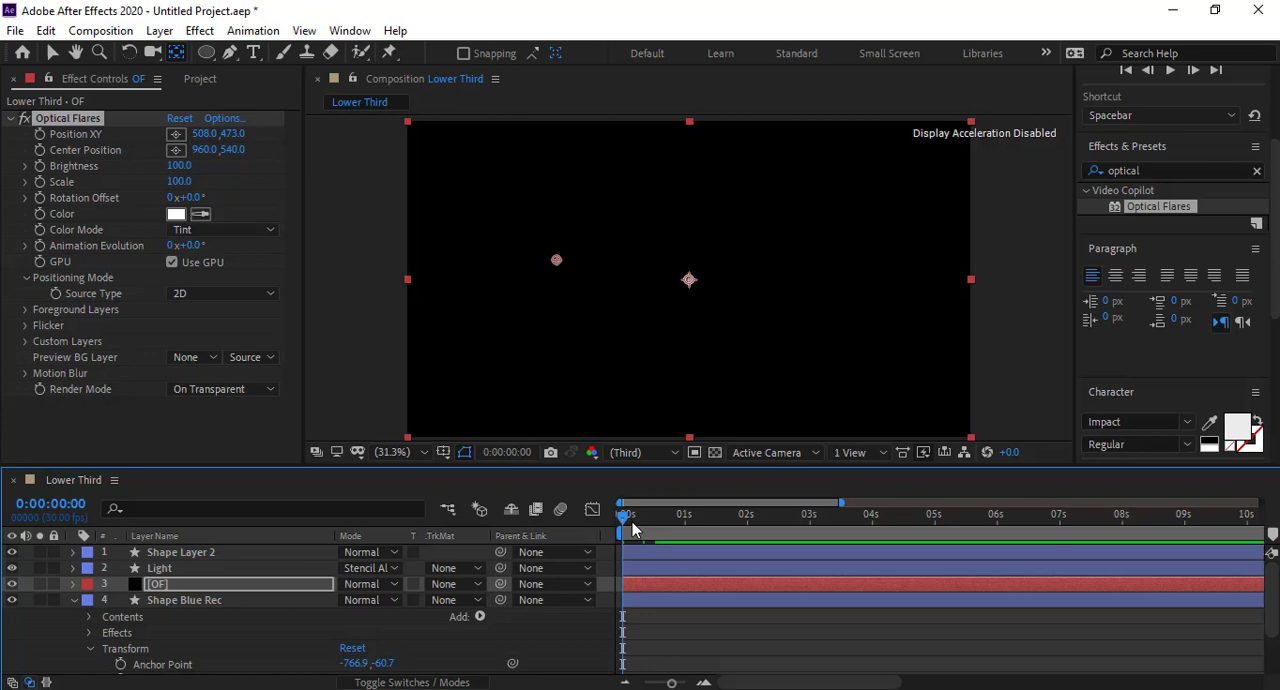 Ae Adobe After Effects 2020 - Untitled Project.aep *
File Edit Composition Layer Effect Animation View Window Help
Snapping Default Learn Standard Small Screen Libraries Search Help
Effect Controls OF Project
Lower Third • OF
fx Optical Flares Reset Options...
Position XY 508.0,473.0
Center Position 960.0,540.0
Brightness 100.0
Scale 100.0
Rotation Offset 0x+0.0°
Color
Color Mode Tint
Animation Evolution 0x+0.0°
GPU Use GPU
Positioning Mode
Source Type 2D
Foreground Layers
Flicker
Custom Layers
Preview BG Layer None Source
Motion Blur
Render Mode On Transparent
Composition Lower Third
Lower Third
Display Acceleration Disabled
(31.3%) 0:00:00:00 (Third) Active Camera 1 View +0.0
Shortcut
Spacebar
Effects & Presets
optical
Video Copilot
32 Optical Flares
Paragraph
0 px 0 px 0 px
0 px 0 px
Character
Impact
Regular
Lower Third
0:00:00:00
00000 (30.00 fps)
00s 01s 02s 03s 04s 05s 06s 07s 08s 09s 10s
# Layer Name Mode T .TrkMat Parent & Link
1 Shape Layer 2 Normal None
2 Light Stencil Al None None
3 [OF] Normal None None
4 Shape Blue Rec Normal None None
Contents Add:
Effects
Transform Reset
Anchor Point -766.9,-60.7
Toggle Switches / Modes